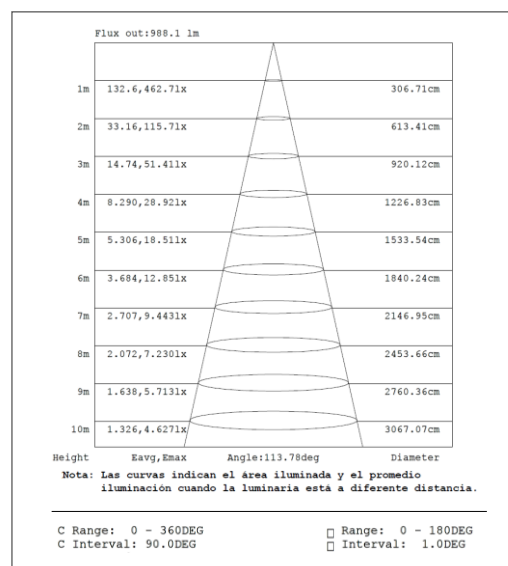 Flux out:988.1 lm
1m 132.6,462.7lx 306.71cm
2m 33.16,115.7lx 613.41cm
3m 14.74,51.41lx 920.12cm
4m 8.290,28.92lx 1226.83cm
5m 5.306,18.51lx 1533.54cm
6m 3.684,12.85lx 1840.24cm
7m 2.707,9.443lx 2146.95cm
8m 2.072,7.230lx 2453.66cm
9m 1.638,5.713lx 2760.36cm
10m 1.326,4.627lx 3067.07cm
Height Eavg,Emax Angle:113.78deg Diameter
Nota: Las curvas indican el área iluminada y el promedio
iluminación cuando la luminaria está a diferente distancia.
C Range: 0 - 360DEG □ Range: 0 - 180DEG
C Interval: 90.0DEG □ Interval: 1.0DEG